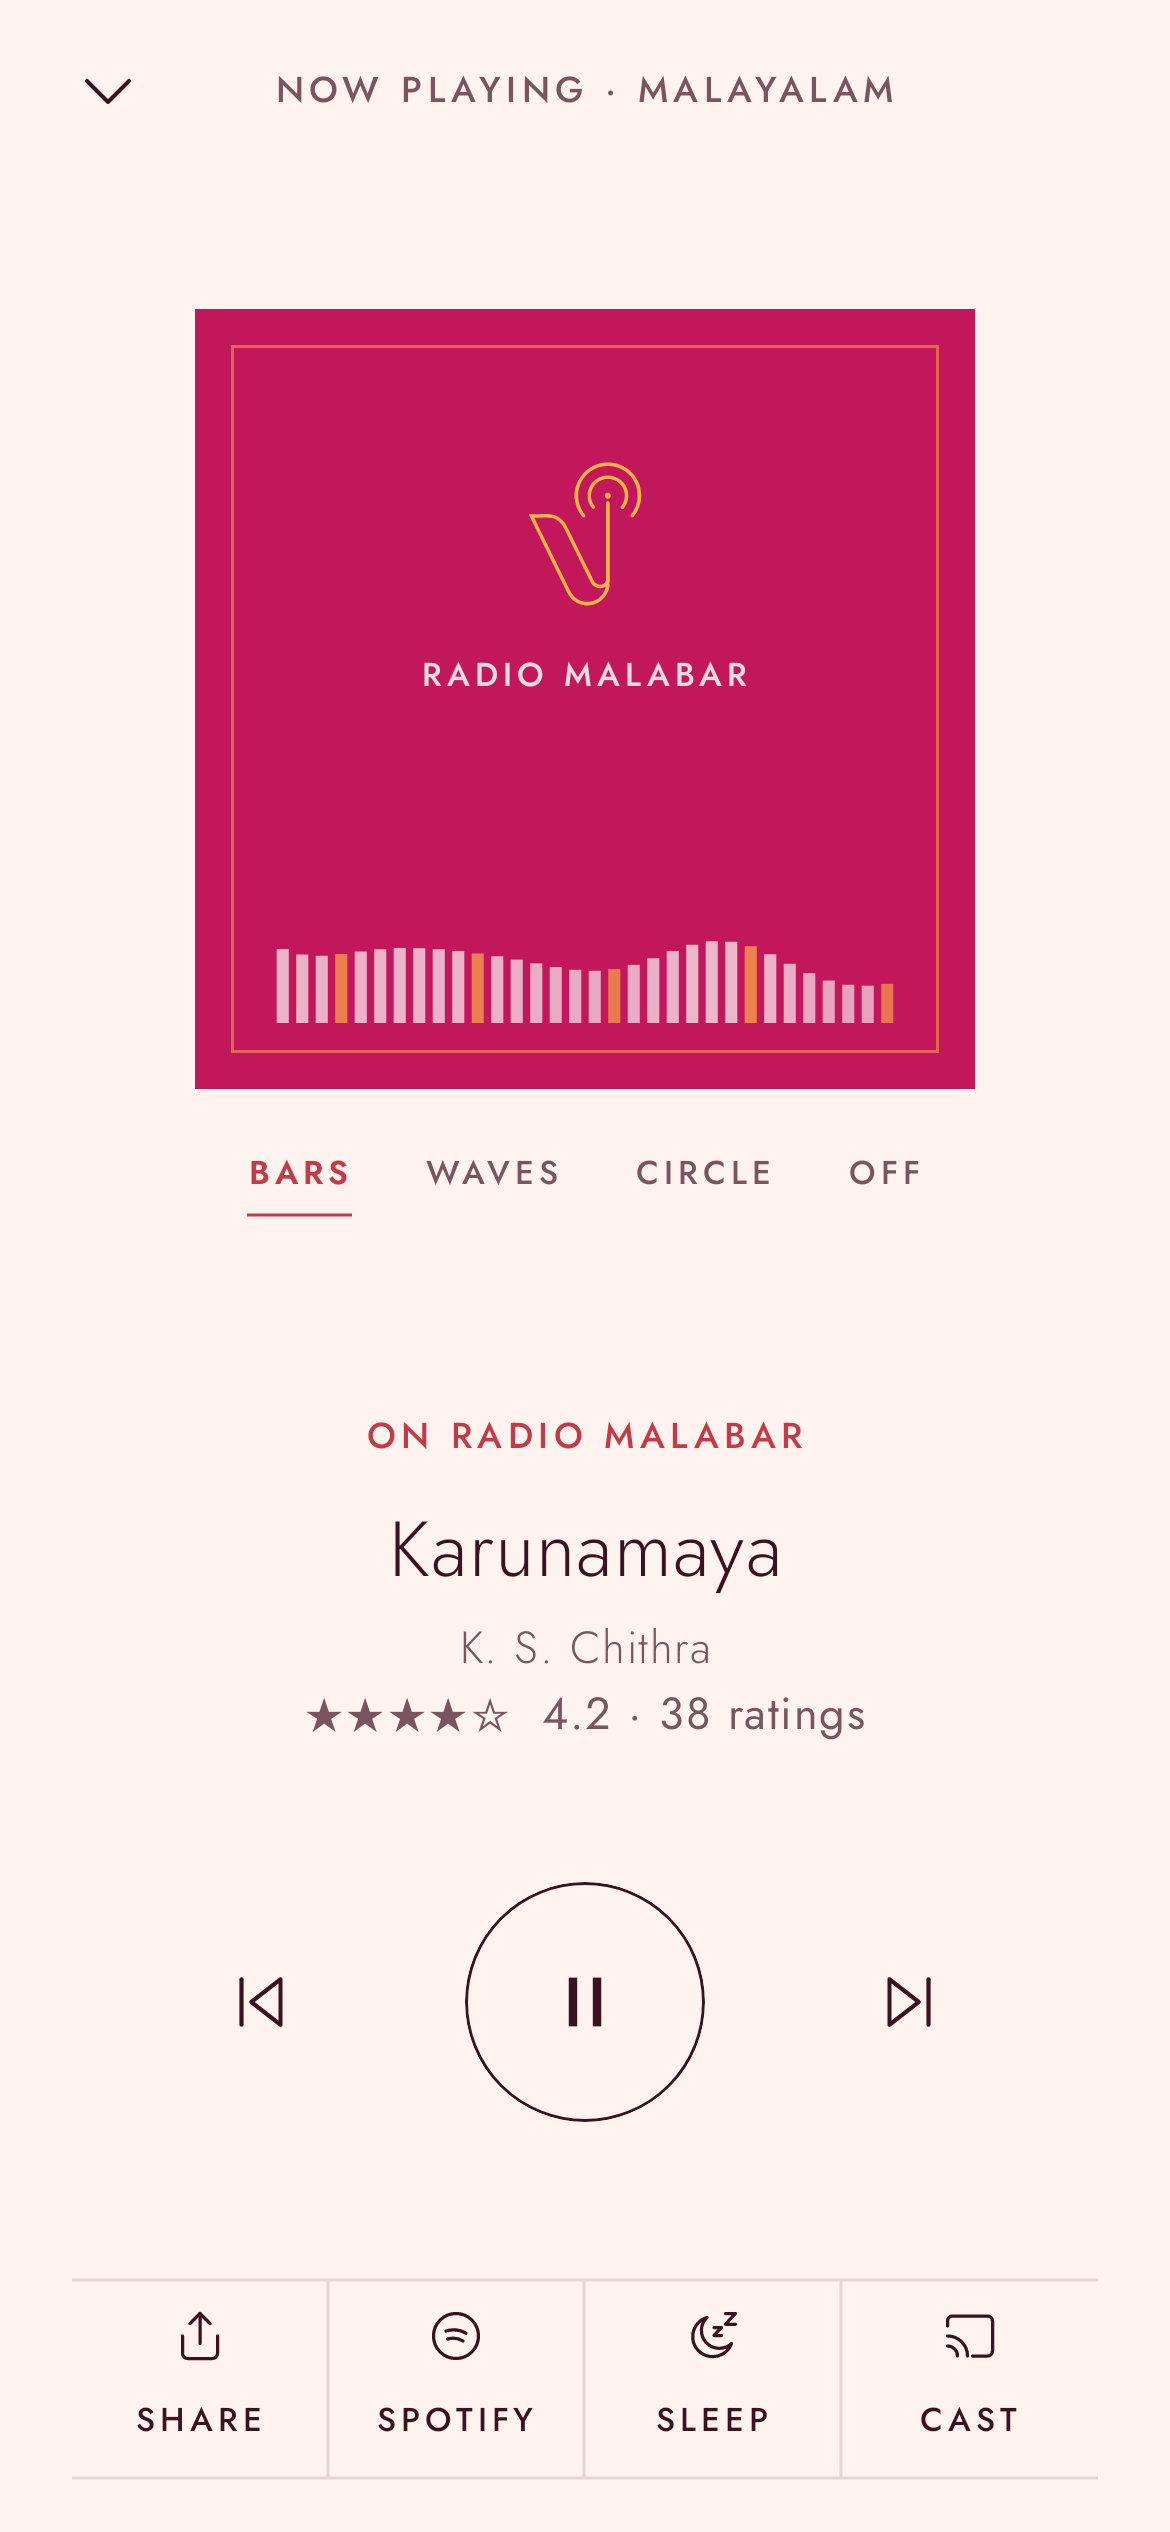 NOW PLAYING · MALAYALAM
RADIO MALABAR
BARS WAVES CIRCLE OFF
ON RADIO MALABAR
Karunamaya
K. S. Chithra
★★★★☆ 4.2 · 38 ratings
SHARE SPOTIFY SLEEP CAST